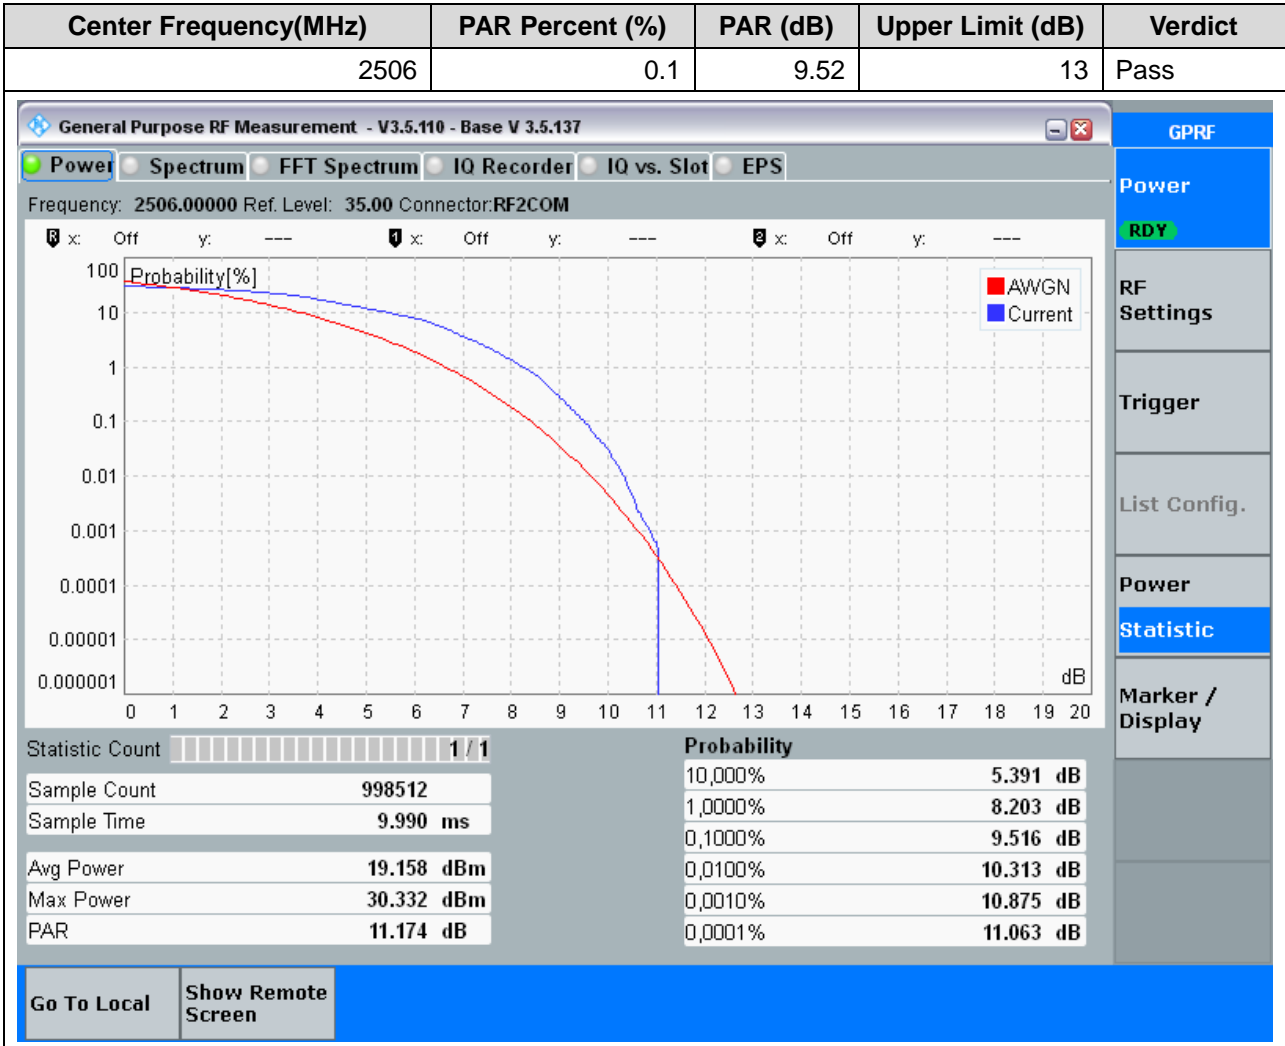 Center Frequency(MHz) PAR Percent (%) PAR (dB) Upper Limit (dB) Verdict
2506 0.1 9.52 13 Pass
General Purpose RF Measurement - V3.5.110 - Base V 3.5.137
GPRF
Power Spectrum FFT Spectrum IQ Recorder IQ vs. Slot EPS
Power
RDY
Frequency: 2506.00000 Ref. Level: 35.00 Connector:RF2COM
R x: Off y: --- 1 x: Off y: --- 2 x: Off y: ---
Probability[%]
AWGN
Current
100
10
1
0.1
0.01
0.001
0.0001
0.00001
0.000001
dB
0 1 2 3 4 5 6 7 8 9 10 11 12 13 14 15 16 17 18 19 20
RF
Settings
Trigger
List Config.
Power
Statistic
Marker /
Display
Statistic Count 1 / 1
Sample Count 998512
Sample Time 9.990 ms
Avg Power 19.158 dBm
Max Power 30.332 dBm
PAR 11.174 dB
Probability
10,000% 5.391 dB
1,0000% 8.203 dB
0,1000% 9.516 dB
0,0100% 10.313 dB
0,0010% 10.875 dB
0,0001% 11.063 dB
Go To Local
Show Remote
Screen